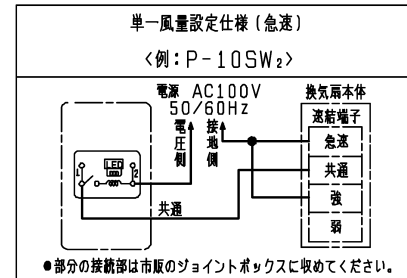 単一風量設定仕様(急速)
〈例:P-10SW₂〉
電源 AC100V
50/60Hz
換気扇本体
速結端子
電圧側
接地側
急速
共通
強
弱
LED
1
2
共通
●部分の接続部は市販のジョイントボックスに収めてください。